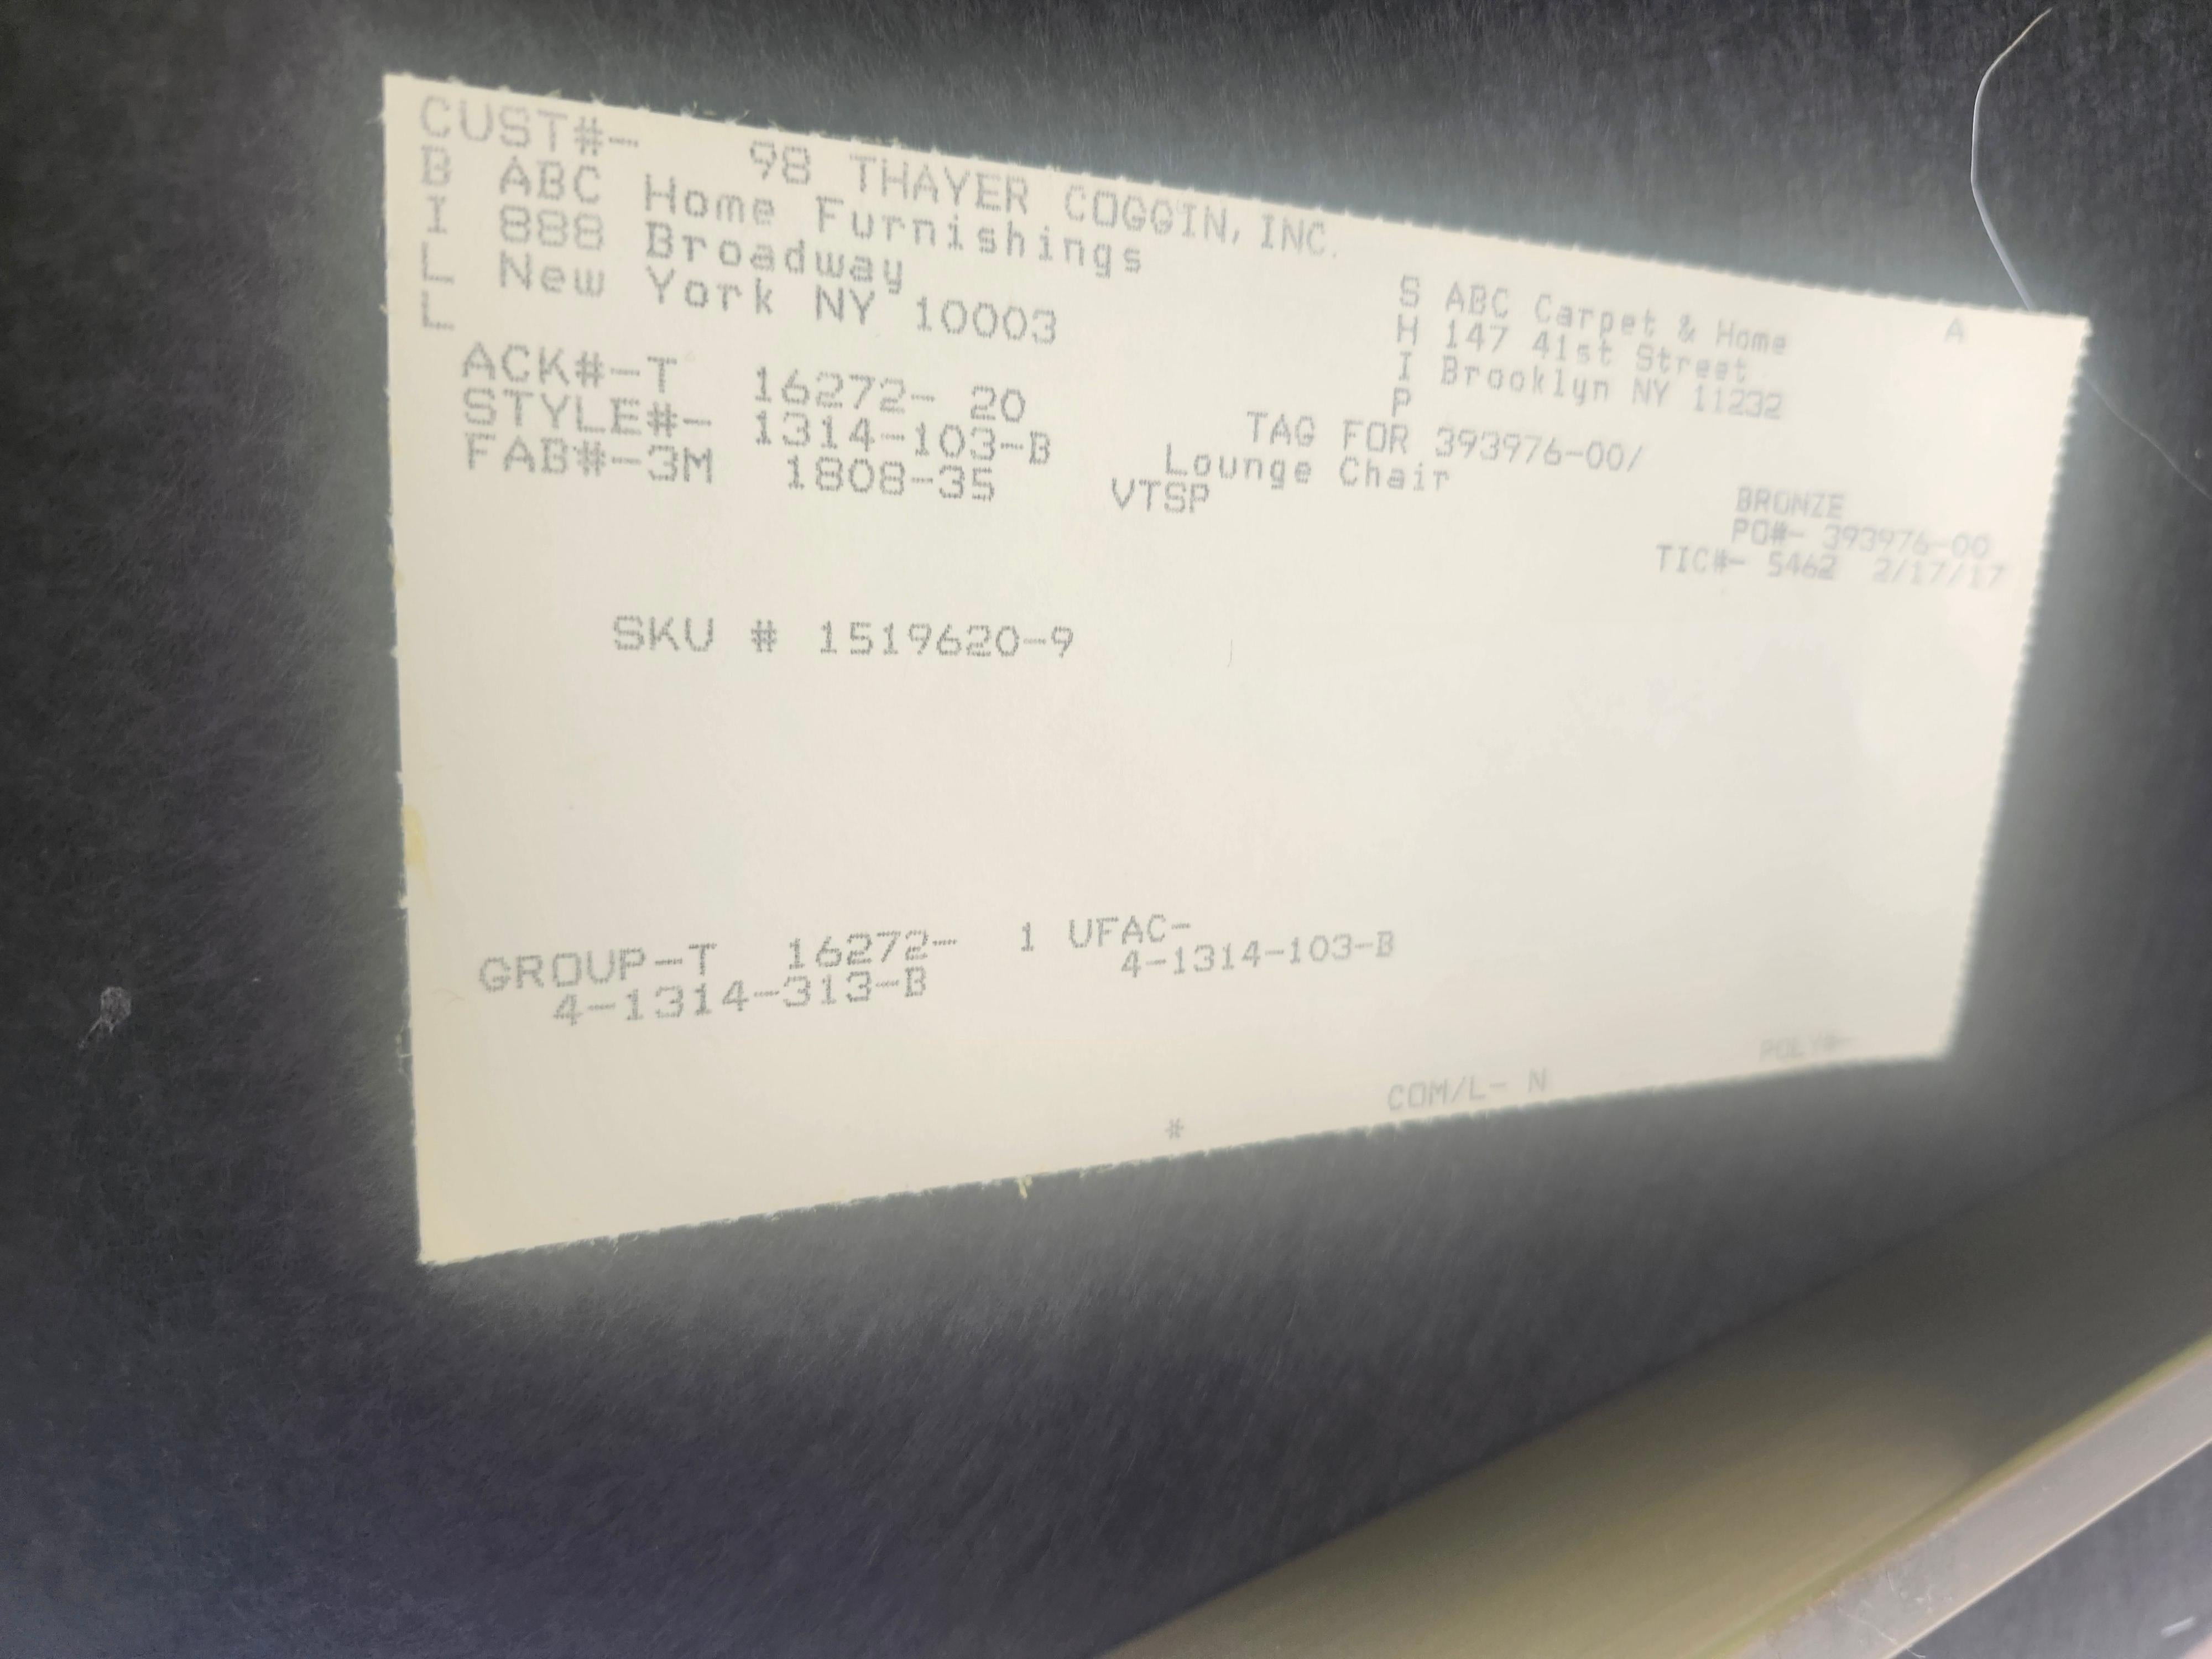 CUST#- 98 THAYER COGGIN, INC.
B ABC Home Furnishings
I 888 Broadway
L New York NY 10003
L
A
S ABC Carpet & Home
H 147 41st Street
I Brooklyn NY 11232
P
ACK#-T 16272- 20 TAG FOR 393976-00/
STYLE#- 1314-103-B Lounge Chair
FAB#-3M 1808-35 VTSP
BRONZE
PO#- 393976-00
TIC#- 5462 2/17/17
SKU # 1519620-9
GROUP-T 16272- 1 UFAC-
4-1314-313-B 4-1314-103-B
* COM/L- N POLY#-